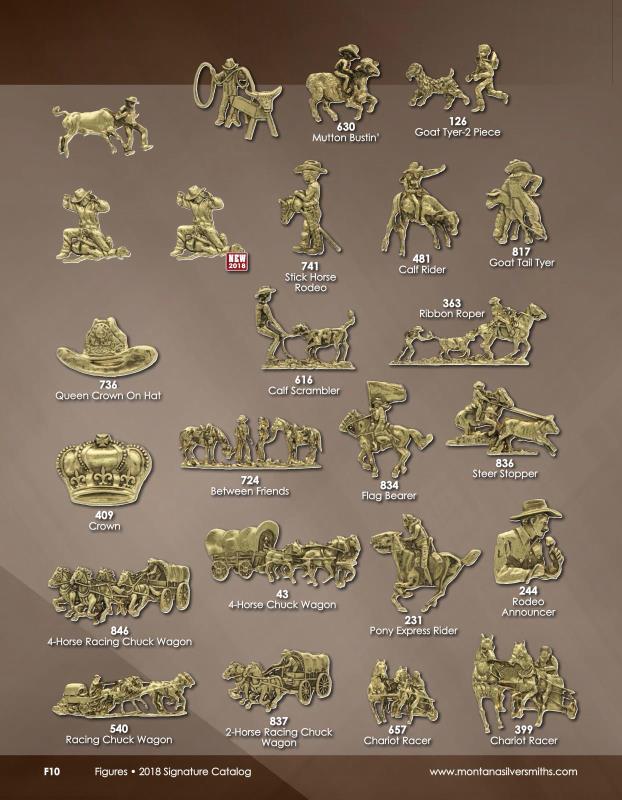 630
Mutton Bustin'
126
Goat Tyer-2 Piece
NEW
2018
741
Stick Horse
Rodeo
481
Calf Rider
817
Goat Tail Tyer
363
Ribbon Roper
736
Queen Crown On Hat
616
Calf Scrambler
409
Crown
724
Between Friends
834
Flag Bearer
836
Steer Stopper
846
4-Horse Racing Chuck Wagon
43
4-Horse Chuck Wagon
231
Pony Express Rider
244
Rodeo
Announcer
540
Racing Chuck Wagon
837
2-Horse Racing Chuck
Wagon
657
Chariot Racer
399
Chariot Racer
F10 Figures • 2018 Signature Catalog www.montanasilversmiths.com